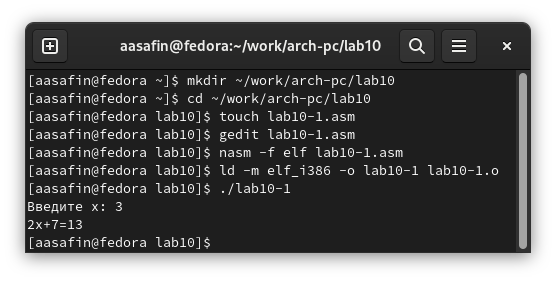 aasafin@fedora:~/work/arch-pc/lab10
[aasafin@fedora ~]$ mkdir ~/work/arch-pc/lab10
[aasafin@fedora ~]$ cd ~/work/arch-pc/lab10
[aasafin@fedora lab10]$ touch lab10-1.asm
[aasafin@fedora lab10]$ gedit lab10-1.asm
[aasafin@fedora lab10]$ nasm -f elf lab10-1.asm
[aasafin@fedora lab10]$ ld -m elf_i386 -o lab10-1 lab10-1.o
[aasafin@fedora lab10]$ ./lab10-1
Введите x: 3
2x+7=13
[aasafin@fedora lab10]$